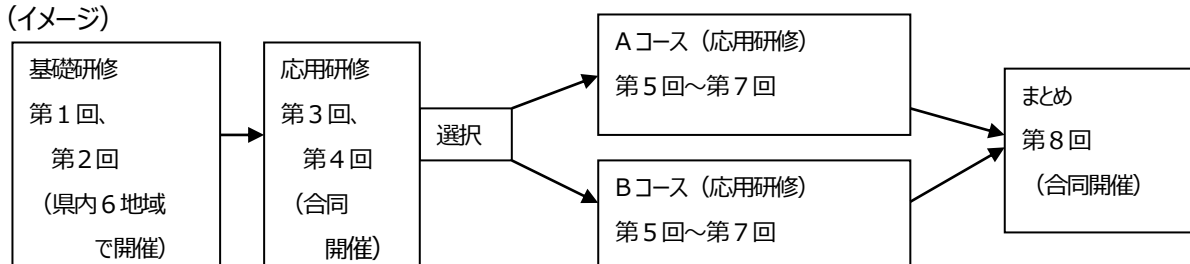 (イメージ)
基礎研修
第1回、
第2回
(県内6地域
で開催)
応用研修
第3回、
第4回
(合同
開催)
選択
Aコース(応用研修)
第5回~第7回
Bコース(応用研修)
第5回~第7回
まとめ
第8回
(合同開催)